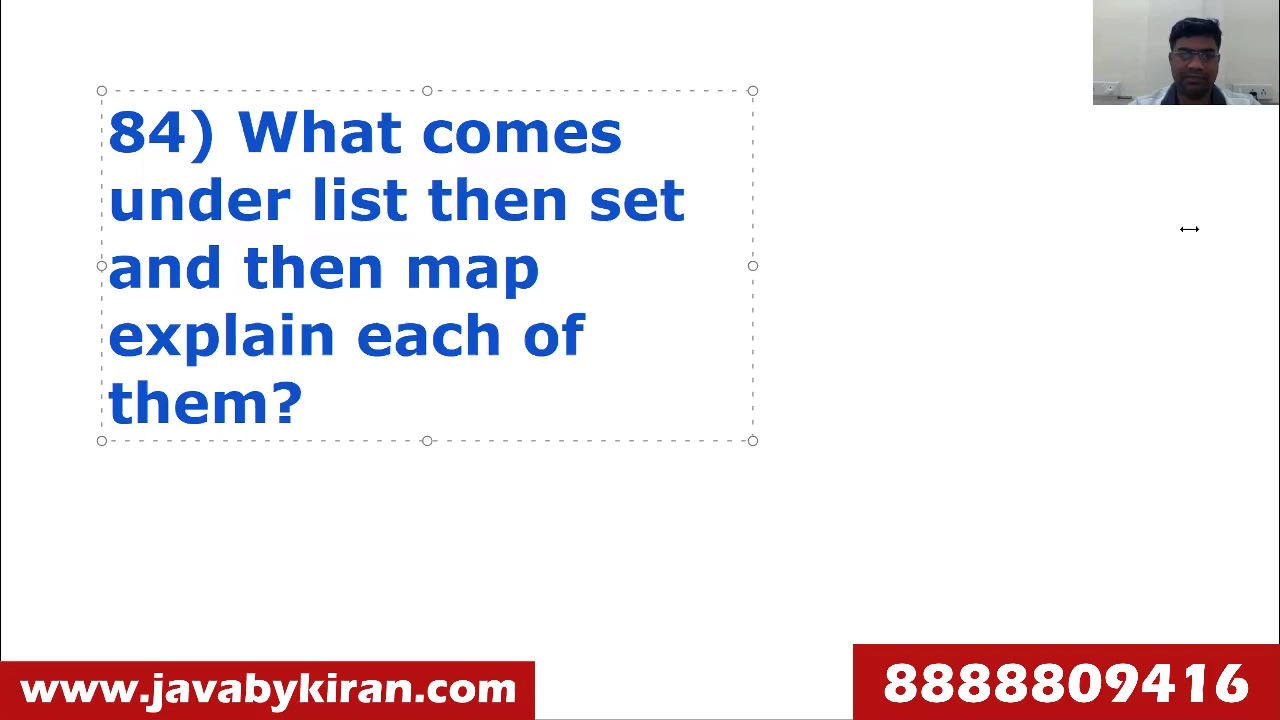 84) What comes
under list then set
and then map
explain each of
them?
www.javabykiran.com
8888809416